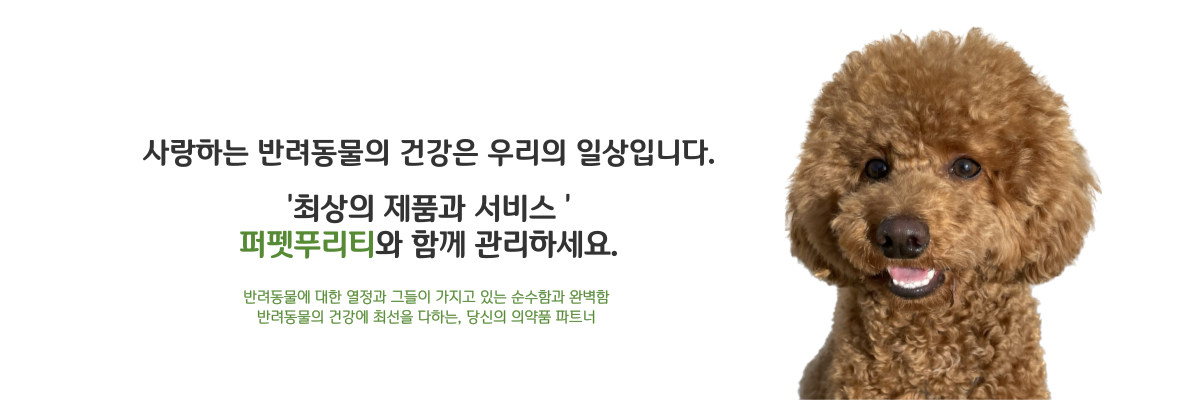 사랑하는 반려동물의 건강은 우리의 일상입니다.
'최상의 제품과 서비스 '
퍼펫푸리티와 함께 관리하세요.
반려동물에 대한 열정과 그들이 가지고 있는 순수함과 완벽함
반려동물의 건강에 최선을 다하는, 당신의 의약품 파트너